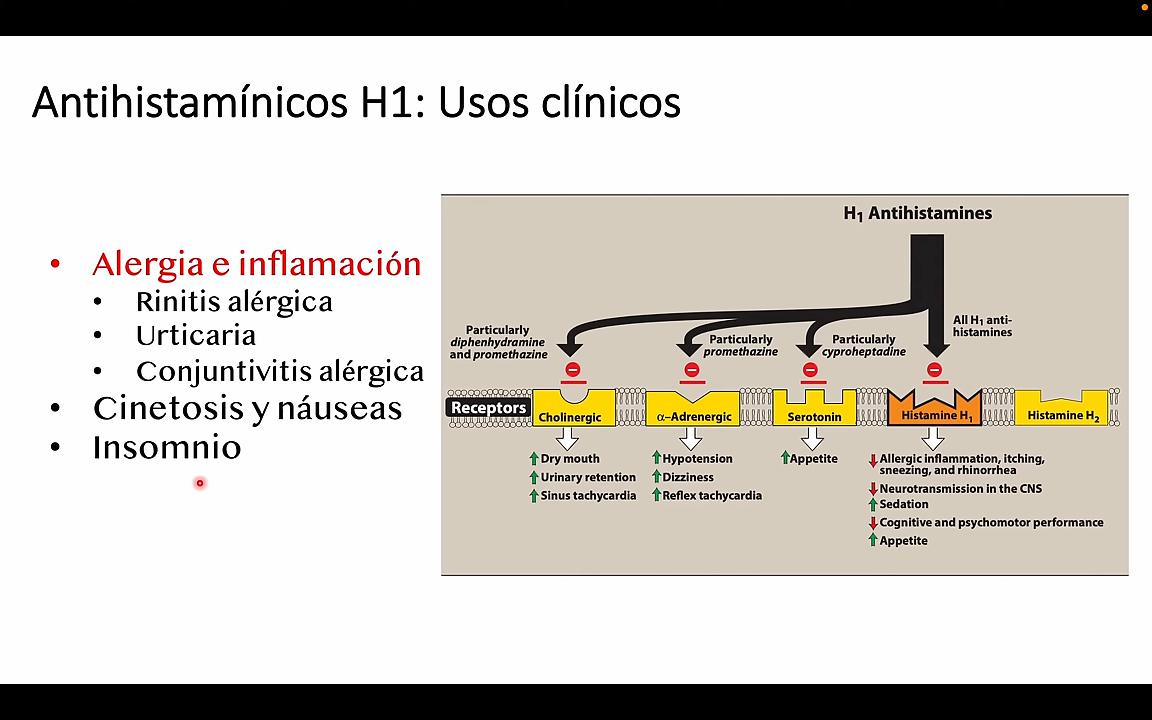 Antihistamínicos H1: Usos clínicos
• Alergia e inflamación
• Rinitis alérgica
• Urticaria
• Conjuntivitis alérgica
• Cinetosis y náuseas
• Insomnio
H1 Antihistamines
Particularly
diphenhydramine
and promethazine
Particularly
promethazine
Particularly
cyproheptadine
All H1 anti-
histamines
Receptors
Cholinergic
α-Adrenergic
Serotonin
Histamine H1
Histamine H2
Dry mouth
Urinary retention
Sinus tachycardia
Hypotension
Dizziness
Reflex tachycardia
Appetite
Allergic inflammation, itching,
sneezing, and rhinorrhea
Neurotransmission in the CNS
Sedation
Cognitive and psychomotor performance
Appetite